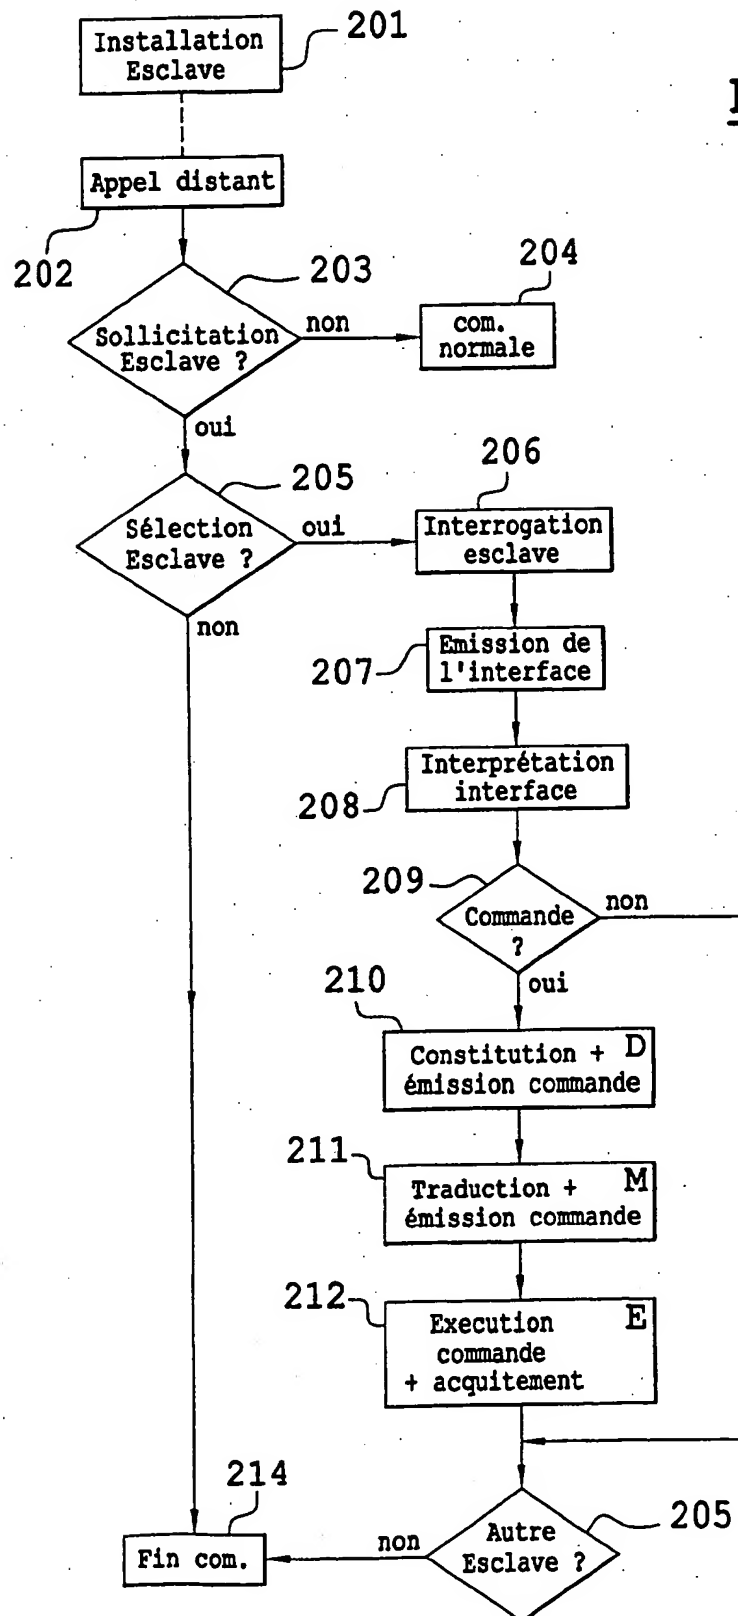 201
Installation
Esclave
Appel distant
202
203
204
Sollicitation
Esclave ?
non
com.
normale
oui
205
206
Sélection
Esclave ?
oui
Interrogation
esclave
non
207
Emission de
l'interface
208
Interprétation
interface
209
Commande
?
non
oui
210
Constitution + D
émission commande
211
Traduction + M
émission commande
212
Execution E
commande
+ acquitement
214
205
Autre
Esclave ?
non
Fin com.